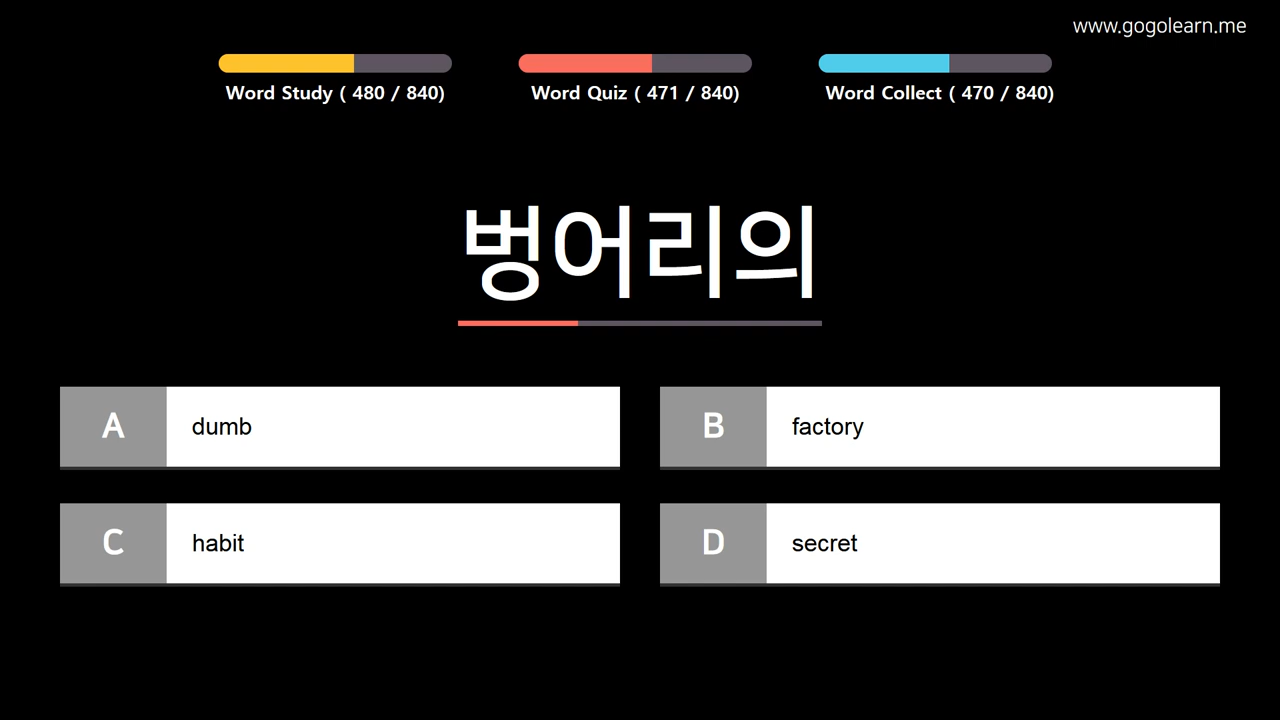 www.gogolearn.me
Word Study ( 480 / 840)
Word Quiz ( 471 / 840)
Word Collect ( 470 / 840)
벙어리의
A
dumb
B
factory
C
habit
D
secret